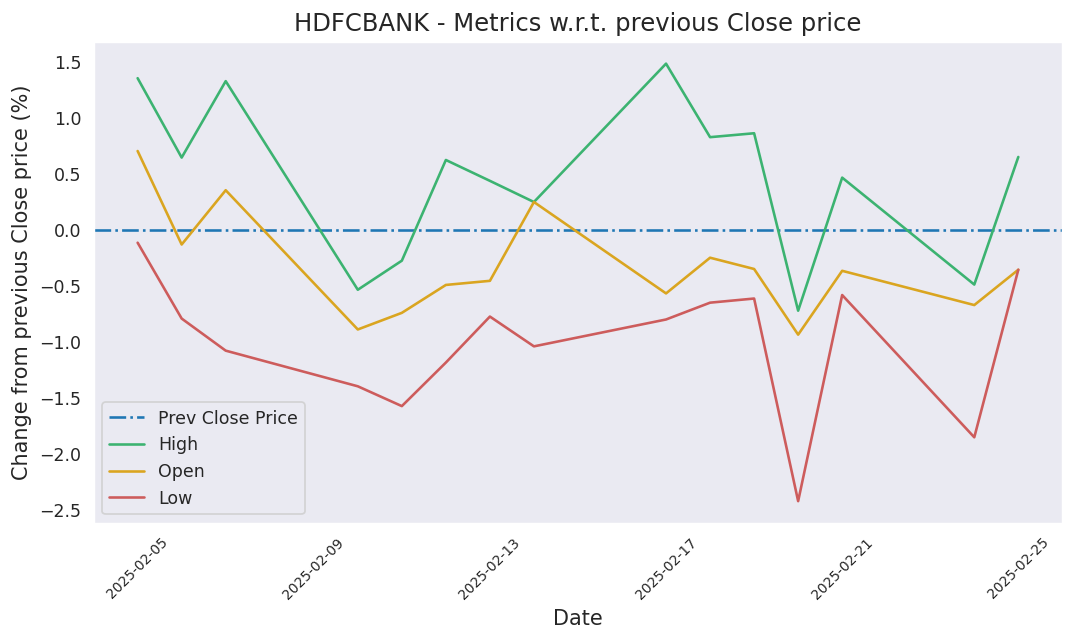 HDFCBANK - Metrics w.r.t. previous Close price
Change from previous Close price (%)
1.5
1.0
0.5
0.0
−0.5
−1.0
−1.5
−2.0
−2.5
Prev Close Price
High
Open
Low
2025-02-05
2025-02-09
2025-02-13
2025-02-17
2025-02-21
2025-02-25
Date